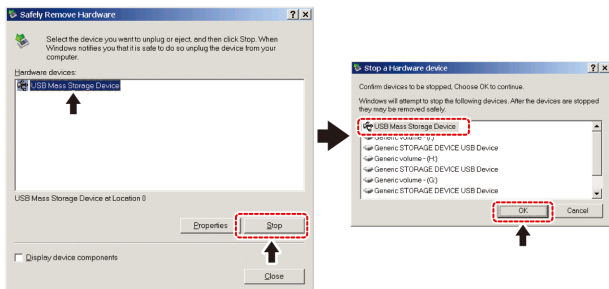 Safely Remove Hardware
Select the device you want to unplug or eject, and then click Stop. When
Windows notifies you that it is safe to do so unplug the device from your
computer.
Hardware devices:
USB Mass Storage Device
USB Mass Storage Device at Location 0
Properties
Stop
Display device components
Close
Stop a Hardware device
Confirm devices to be stopped, Choose OK to continue.
Windows will attempt to stop the following devices. After the devices are stopped
they may be removed safely.
USB Mass Storage Device
Generic volume - (I:)
Generic STORAGE DEVICE USB Device
Generic volume - (H:)
Generic STORAGE DEVICE USB Device
Generic volume - (G:)
Generic STORAGE DEVICE USB Device
OK
Cancel